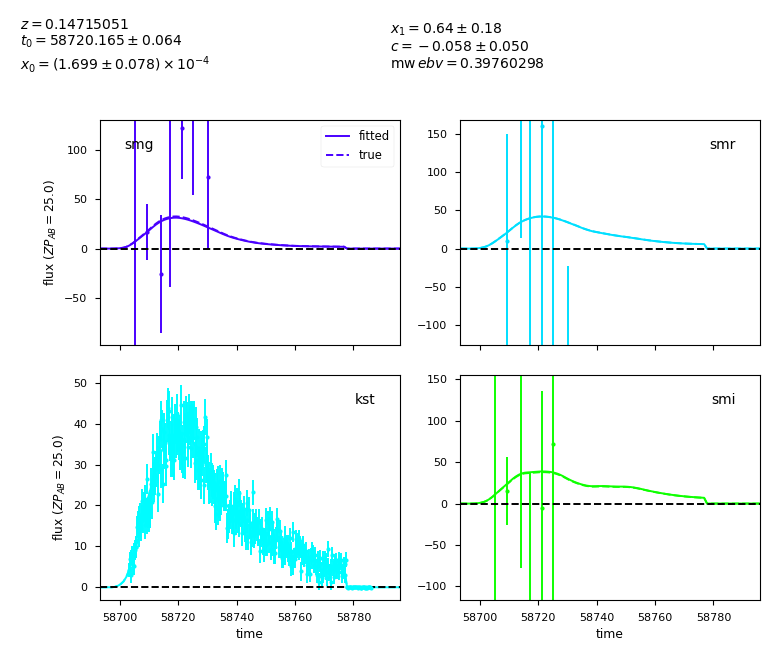 z = 0.14715051
t₀ = 58720.165 ± 0.064
x₀ = (1.699 ± 0.078) × 10⁻⁴
x₁ = 0.64 ± 0.18
c = −0.058 ± 0.050
mw ebv = 0.39760298
smg
fitted
true
100
50
0
−50
flux (ZP_AB = 25.0)
smr
150
100
50
0
−50
−100
kst
50
40
30
20
10
0
flux (ZP_AB = 25.0)
58700 58720 58740 58760 58780
time
smi
150
100
50
0
−50
−100
58700 58720 58740 58760 58780
time